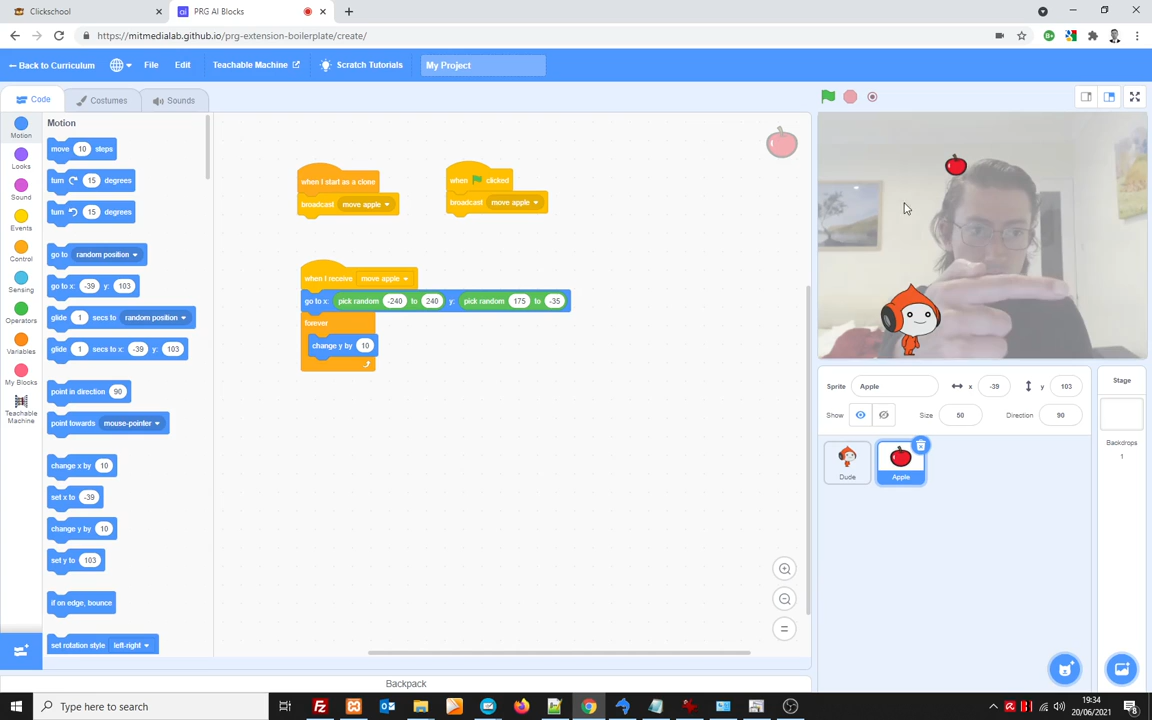 Clickschool
PRG AI Blocks
https://mitmedialab.github.io/prg-extension-boilerplate/create/
Back to Curriculum
File
Edit
Teachable Machine
Scratch Tutorials
My Project
Code
Costumes
Sounds
Motion
Looks
Sound
Events
Control
Sensing
Operators
Variables
My Blocks
Teachable
Machine
Motion
move 10 steps
turn 15 degrees
turn 15 degrees
go to random position
go to x: -39 y: 103
glide 1 secs to random position
glide 1 secs to x: -39 y: 103
point in direction 90
point towards mouse-pointer
change x by 10
set x to -39
change y by 10
set y to 103
if on edge, bounce
set rotation style left-right
when I start as a clone
broadcast move apple
when clicked
broadcast move apple
when I receive move apple
go to x: pick random -240 to 240 y: pick random 175 to -35
forever
change y by 10
Sprite Apple x -39 y 103
Show Size 50 Direction 90
Dude
Apple
Stage
Backdrops
1
Backpack
Type here to search
19:34
20/06/2021
8